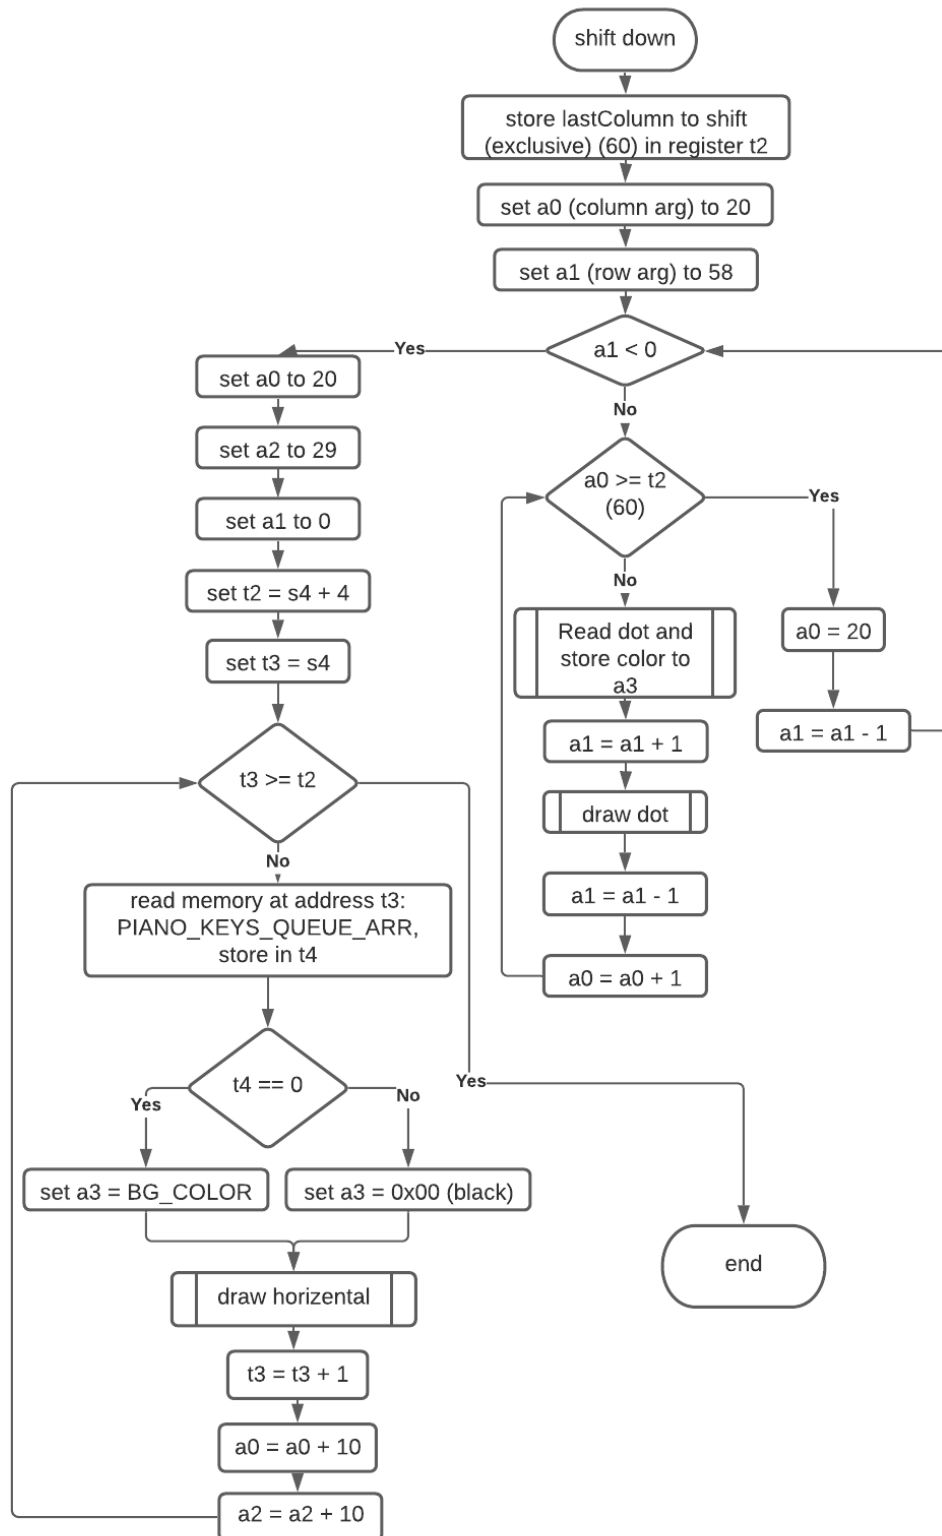 shift down
store lastColumn to shift
(exclusive) (60) in register t2
set a0 (column arg) to 20
set a1 (row arg) to 58
a1 < 0
Yes
No
set a0 to 20
set a2 to 29
set a1 to 0
set t2 = s4 + 4
set t3 = s4
t3 >= t2
No
read memory at address t3:
PIANO_KEYS_QUEUE_ARR,
store in t4
t4 == 0
Yes
No
set a3 = BG_COLOR
set a3 = 0x00 (black)
draw horizental
t3 = t3 + 1
a0 = a0 + 10
a2 = a2 + 10
Yes
end
a0 >= t2
(60)
Yes
No
Read dot and
store color to
a3
a1 = a1 + 1
draw dot
a1 = a1 - 1
a0 = a0 + 1
a0 = 20
a1 = a1 - 1